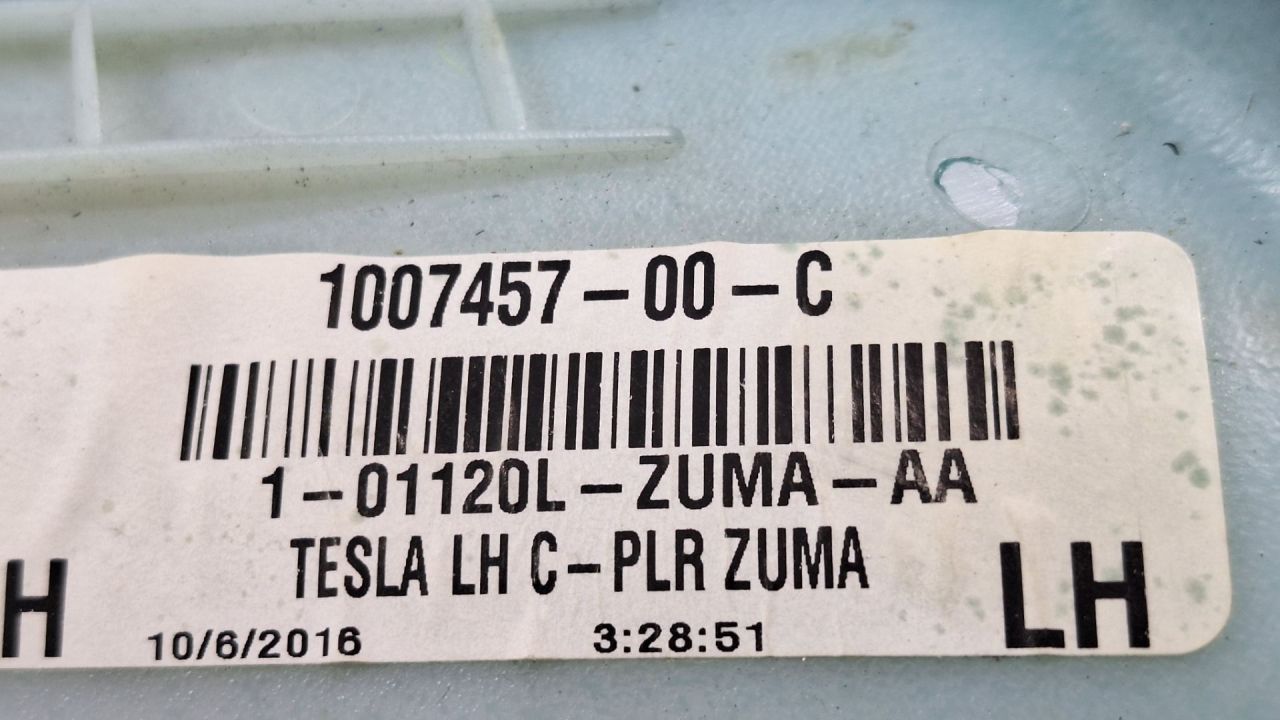 1007457-00-C
1-01120L-ZUMA-AA
TESLA LH C-PLR ZUMA
H
LH
10/6/2016 3:28:51